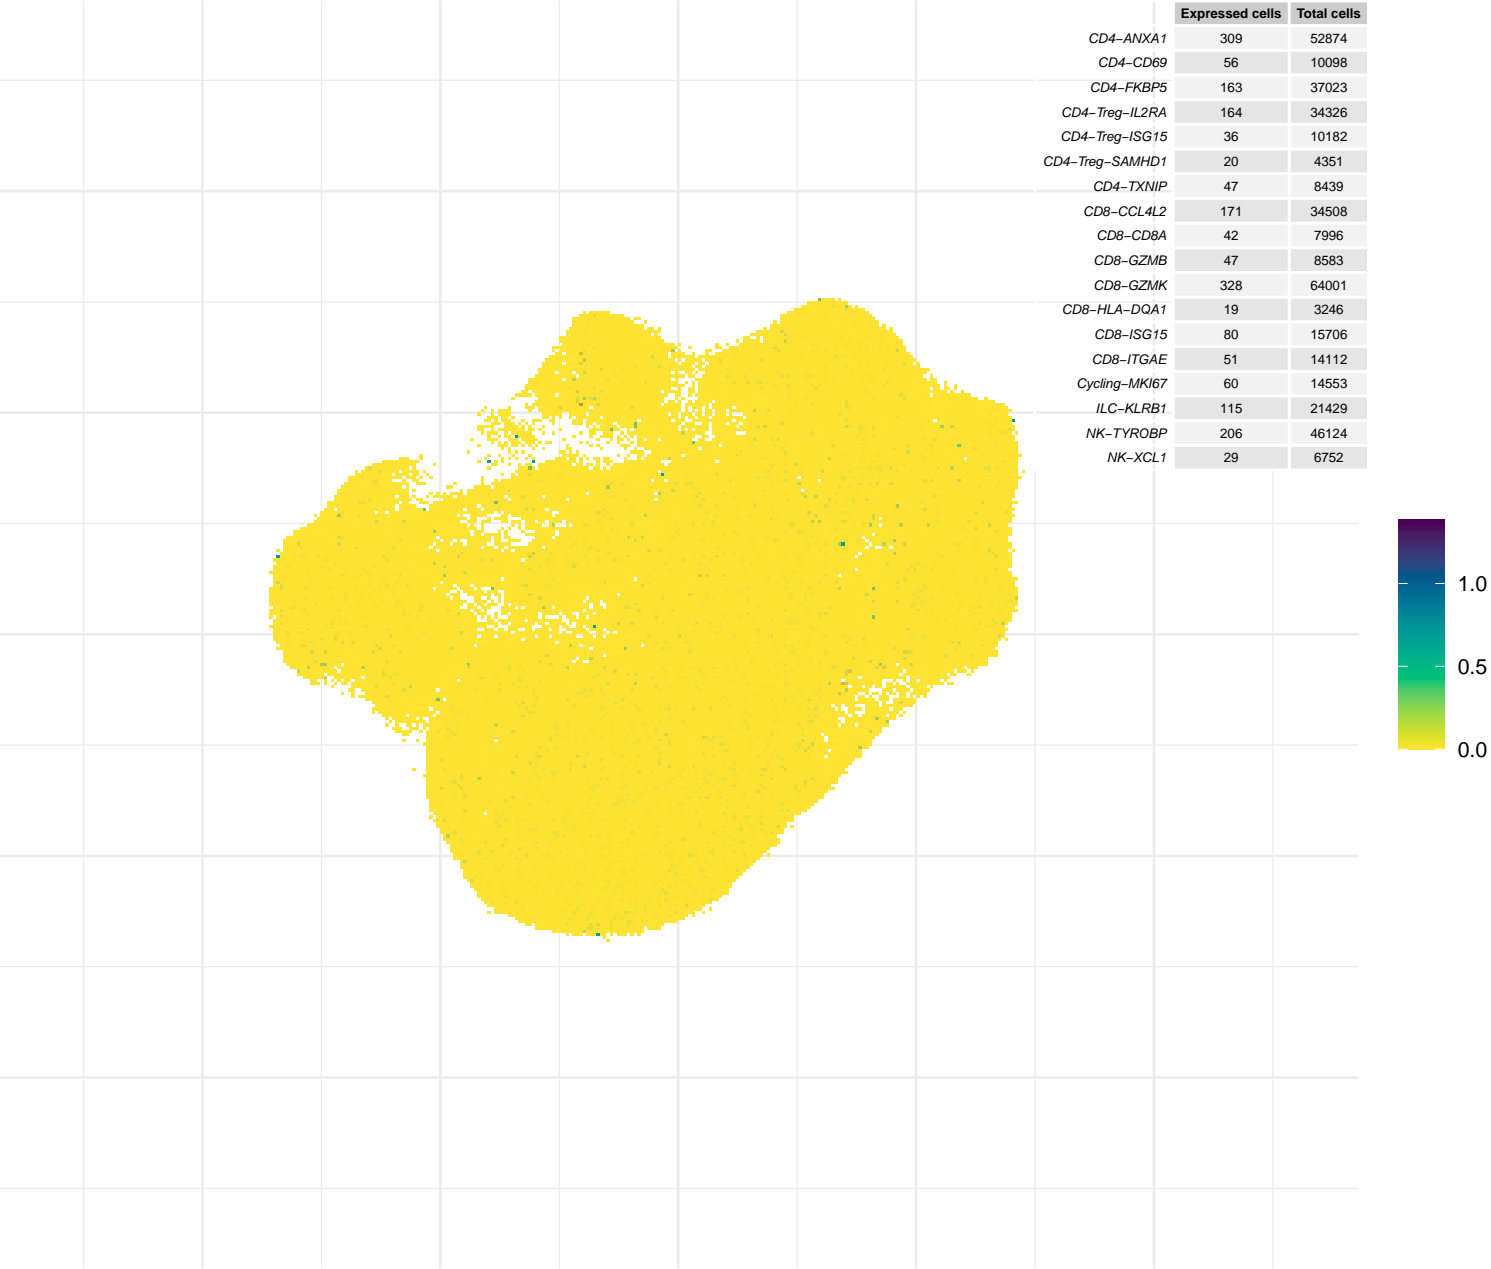 Expressed cells Total cells
CD4−ANXA1 309 52874
CD4−CD69 56 10098
CD4−FKBP5 163 37023
CD4−Treg−IL2RA 164 34326
CD4−Treg−ISG15 36 10182
CD4−Treg−SAMHD1 20 4351
CD4−TXNIP 47 8439
CD8−CCL4L2 171 34508
CD8−CD8A 42 7996
CD8−GZMB 47 8583
CD8−GZMK 328 64001
CD8−HLA−DQA1 19 3246
CD8−ISG15 80 15706
CD8−ITGAE 51 14112
Cycling−MKI67 60 14553
ILC−KLRB1 115 21429
NK−TYROBP 206 46124
NK−XCL1 29 6752
1.0
0.5
0.0